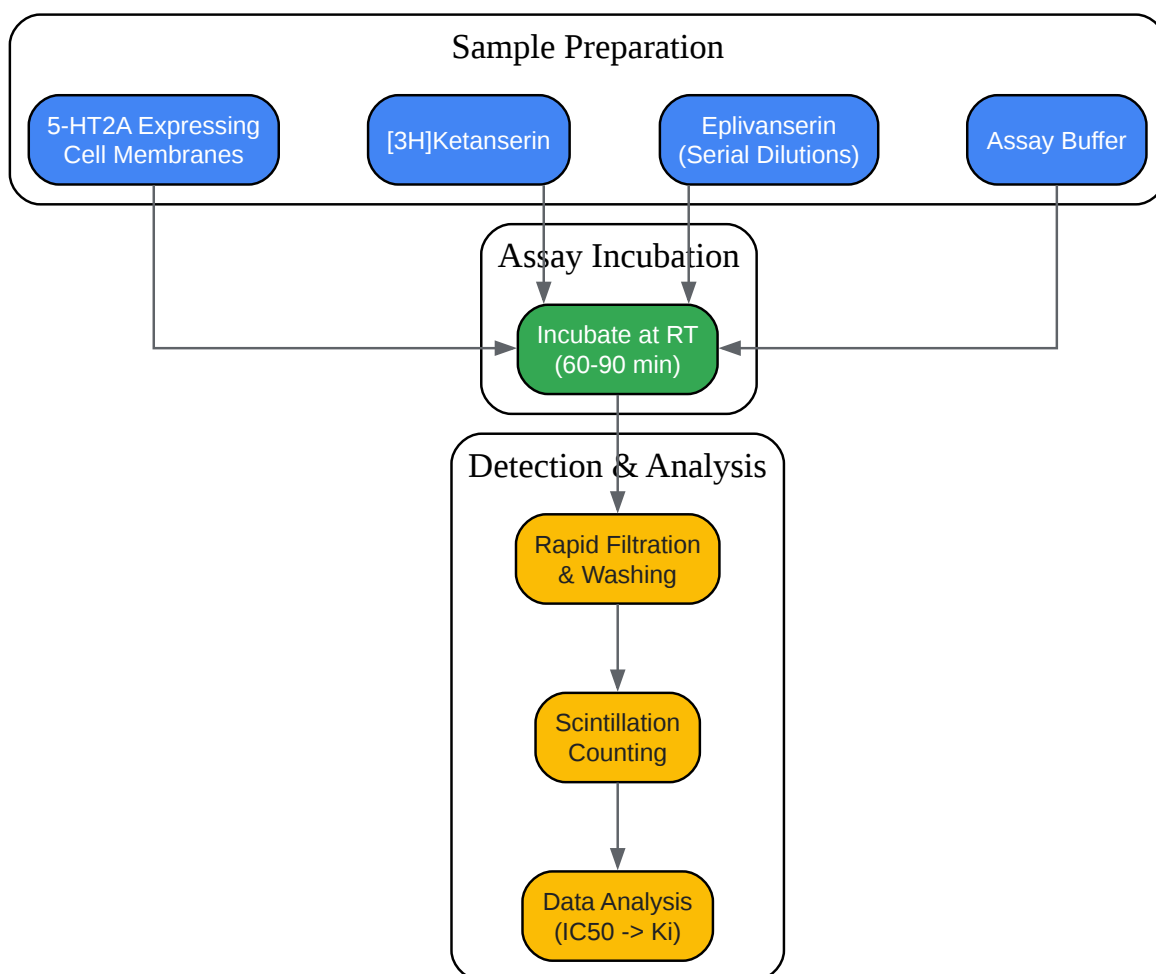 Sample Preparation
5-HT2A Expressing
Cell Membranes
[3H]Ketanserin
Eplivanserin
(Serial Dilutions)
Assay Buffer
Assay Incubation
Incubate at RT
(60-90 min)
Detection & Analysis
Rapid Filtration
& Washing
Scintillation
Counting
Data Analysis
(IC50 -> Ki)